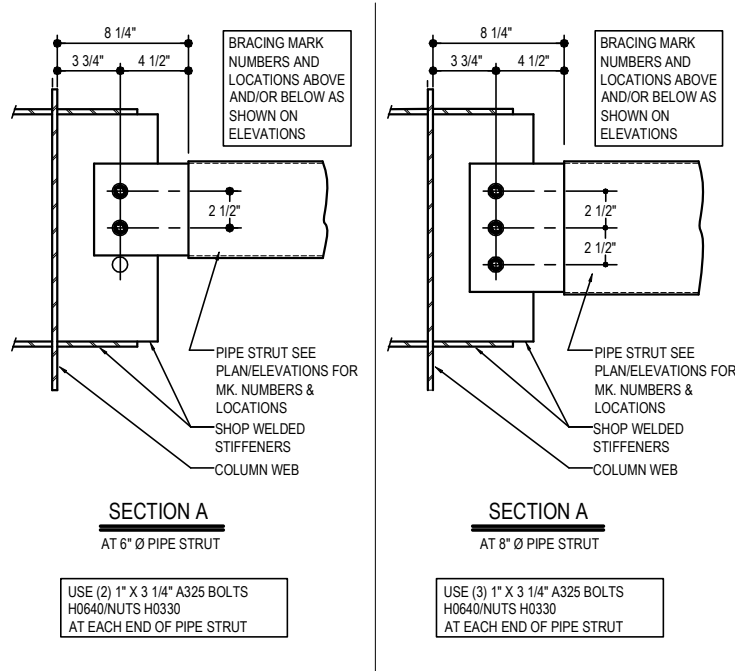 8 1/4"
3 3/4"
4 1/2"
BRACING MARK
NUMBERS AND
LOCATIONS ABOVE
AND/OR BELOW AS
SHOWN ON
ELEVATIONS
2 1/2"
PIPE STRUT SEE
PLAN/ELEVATIONS FOR
MK. NUMBERS &
LOCATIONS
SHOP WELDED
STIFFENERS
COLUMN WEB
SECTION A
AT 6" Ø PIPE STRUT
USE (2) 1" X 3 1/4" A325 BOLTS
H0640/NUTS H0330
AT EACH END OF PIPE STRUT
8 1/4"
3 3/4"
4 1/2"
BRACING MARK
NUMBERS AND
LOCATIONS ABOVE
AND/OR BELOW AS
SHOWN ON
ELEVATIONS
2 1/2"
2 1/2"
PIPE STRUT SEE
PLAN/ELEVATIONS FOR
MK. NUMBERS &
LOCATIONS
SHOP WELDED
STIFFENERS
COLUMN WEB
SECTION A
AT 8" Ø PIPE STRUT
USE (3) 1" X 3 1/4" A325 BOLTS
H0640/NUTS H0330
AT EACH END OF PIPE STRUT